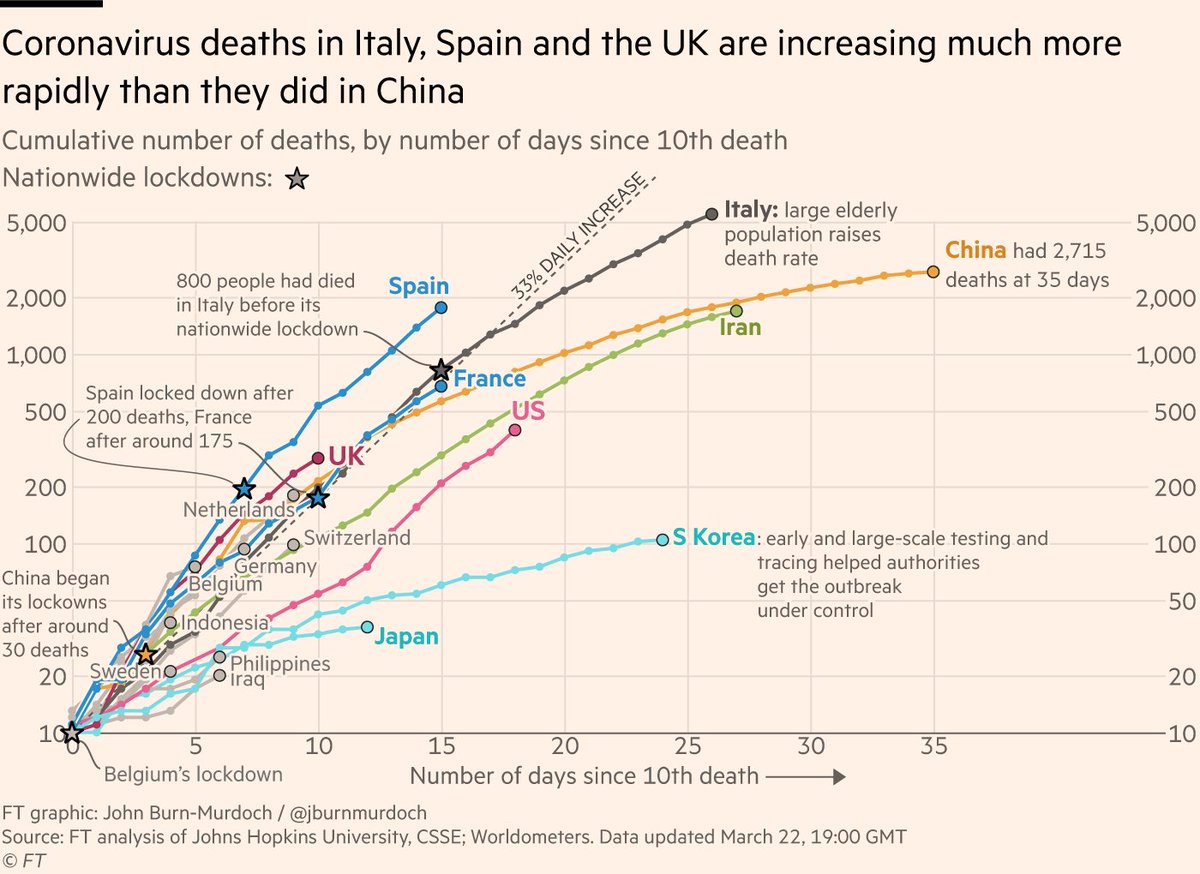 Coronavirus deaths in Italy, Spain and the UK are increasing much more
rapidly than they did in China
Cumulative number of deaths, by number of days since 10th death
Nationwide lockdowns:
33% DAILY INCREASE
5,000
2,000
1,000
500
200
100
20
10
5,000
2,000
1,000
500
200
100
50
20
10
Italy: large elderly
population raises
death rate
China had 2,715
deaths at 35 days
Iran
800 people had died
in Italy before its
nationwide lockdown
Spain
France
US
Spain locked down after
200 deaths, France
after around 175
UK
Netherlands
Switzerland
Germany
Belgium
S Korea: early and large-scale testing and
tracing helped authorities
get the outbreak
under control
China began
its lockowns
after around
30 deaths
Indonesia
Japan
Sweden
Philippines
Iraq
0
5
10
15
20
25
30
35
Belgium's lockdown
Number of days since 10th death
FT graphic: John Burn-Murdoch / @jburnmurdoch
Source: FT analysis of Johns Hopkins University, CSSE; Worldometers. Data updated March 22, 19:00 GMT
© FT